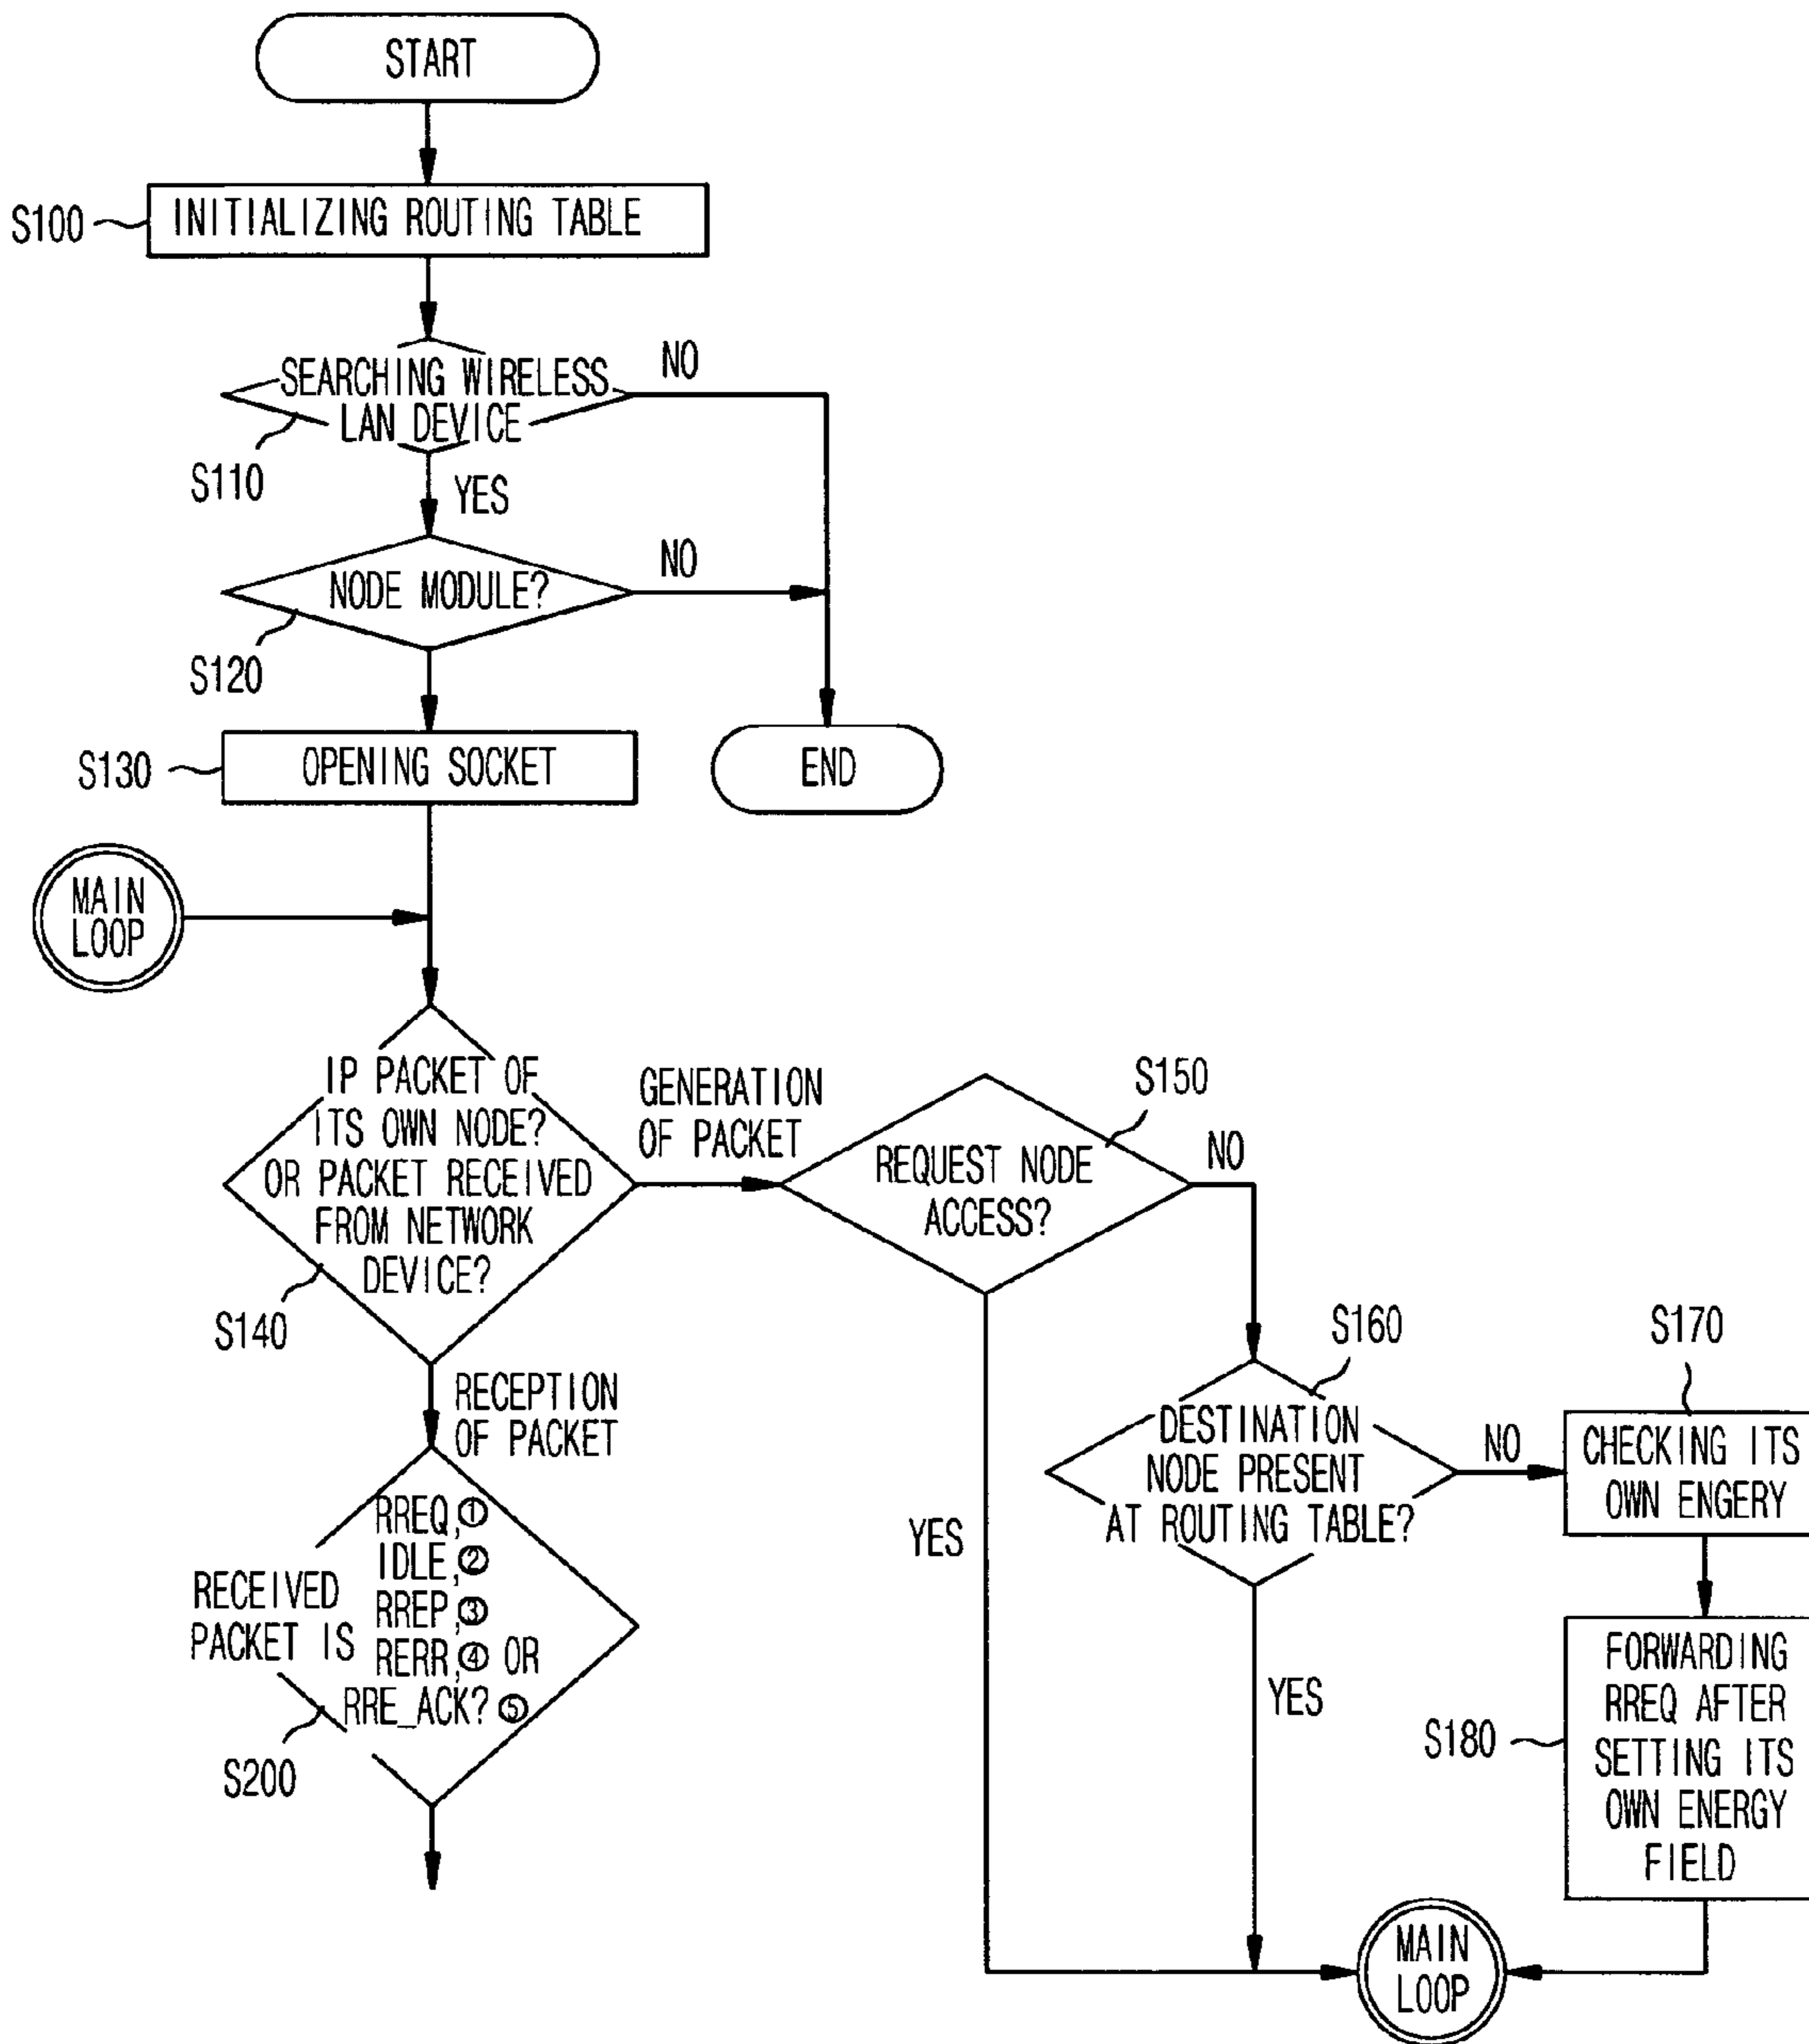 START
S100
INITIALIZING ROUTING TABLE
SEARCHING WIRELESS
LAN DEVICE
NO
S110
YES
NODE MODULE?
NO
S120
S130
OPENING SOCKET
END
MAIN
LOOP
IP PACKET OF
ITS OWN NODE?
OR PACKET RECEIVED
FROM NETWORK
DEVICE?
S140
GENERATION
OF PACKET
S150
REQUEST NODE
ACCESS?
NO
YES
RECEPTION
OF PACKET
S160
DESTINATION
NODE PRESENT
AT ROUTING TABLE?
NO
YES
S170
CHECKING ITS
OWN ENGERY
RECEIVED
PACKET IS
RREQ,①
IDLE,②
RREP,③
RERR,④ OR
RRE_ACK?⑤
S200
S180
FORWARDING
RREQ AFTER
SETTING ITS
OWN ENERGY
FIELD
MAIN
LOOP